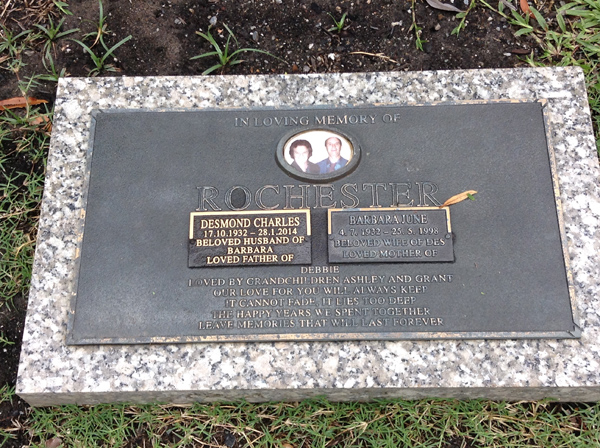 IN LOVING MEMORY OF
ROCHESTER
DESMOND CHARLES
17.10.1932 – 28.1.2014
BELOVED HUSBAND OF
BARBARA
LOVED FATHER OF
BARBARA JUNE
4.7.1932 – 25.5.1998
BELOVED WIFE OF DES
LOVED MOTHER OF
DEBBIE
LOVED BY GRANDCHILDREN ASHLEY AND GRANT
OUR LOVE FOR YOU WILL ALWAYS KEEP
IT CANNOT FADE, IT LIES TOO DEEP
THE HAPPY YEARS WE SPENT TOGETHER
LEAVE MEMORIES THAT WILL LAST FOREVER